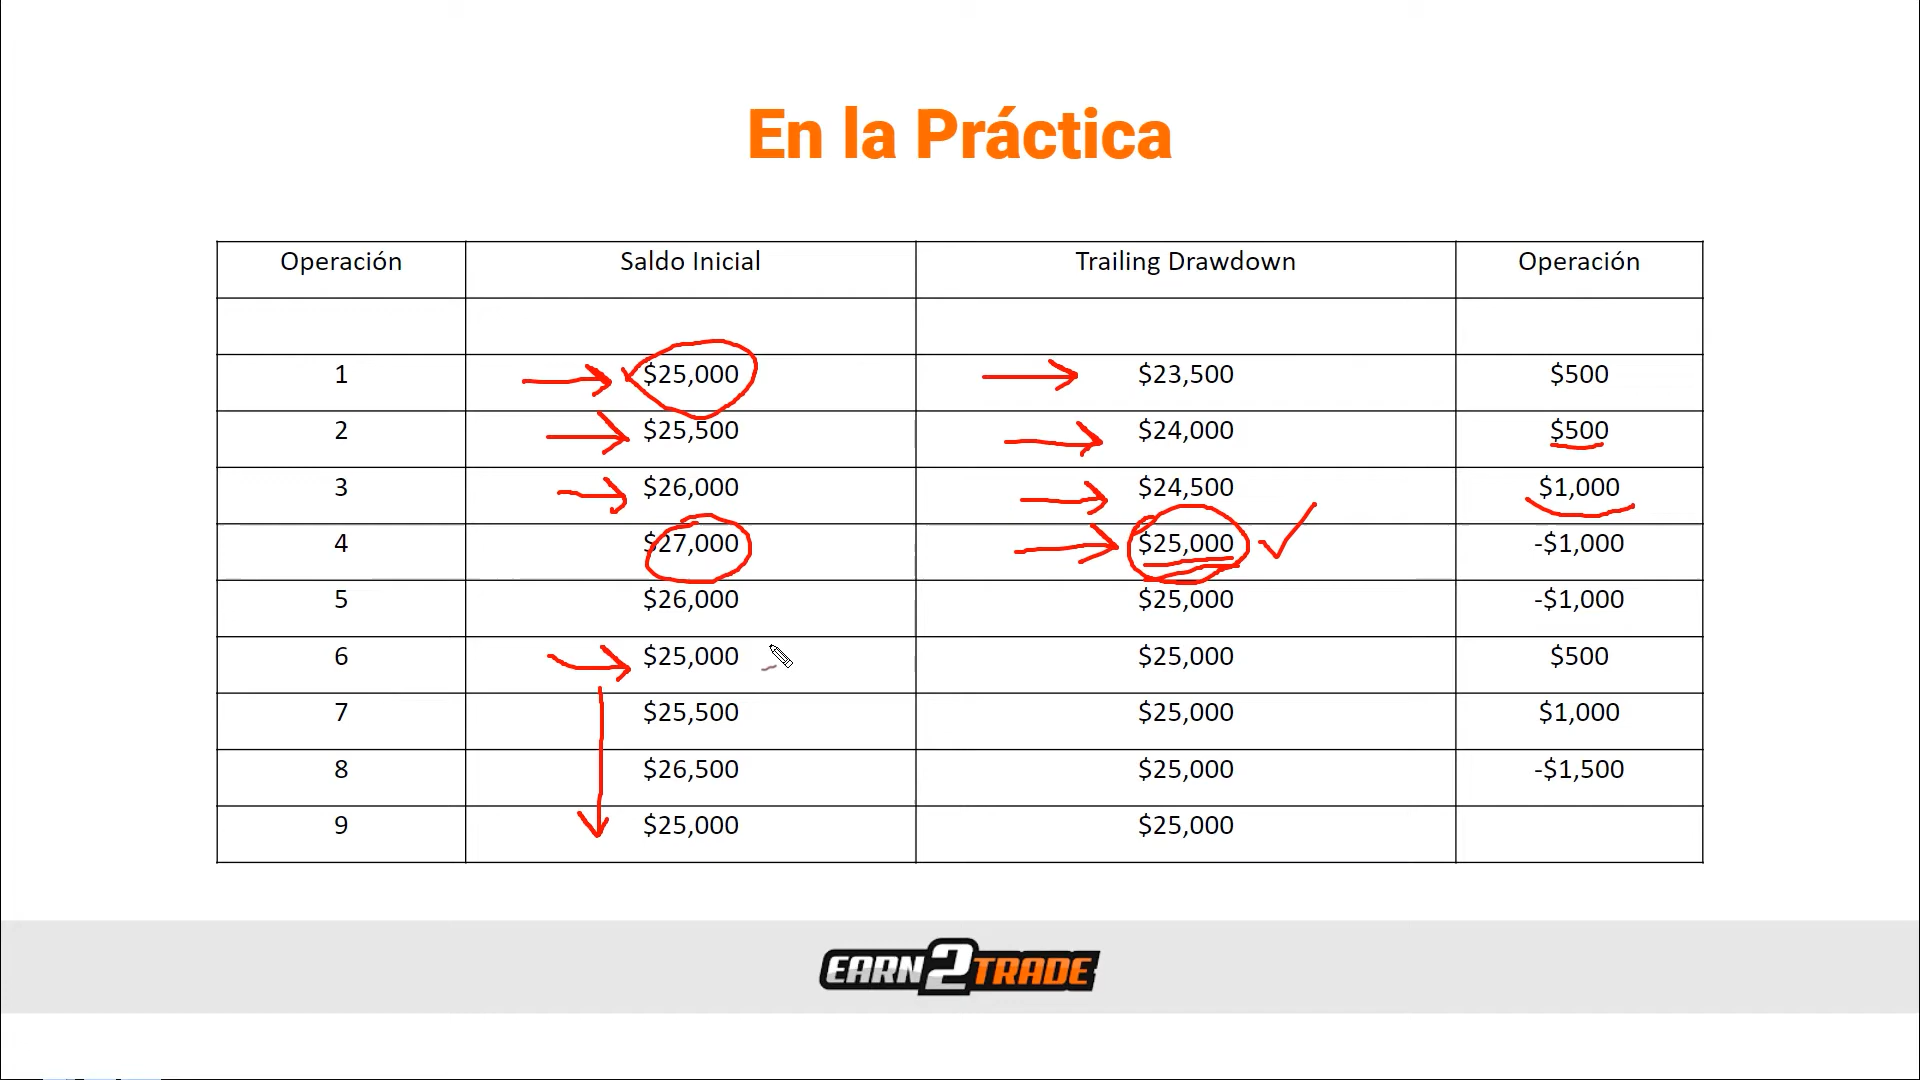 En la Práctica
Operación Saldo Inicial Trailing Drawdown Operación
1 $25,000 $23,500 $500
2 $25,500 $24,000 $500
3 $26,000 $24,500 $1,000
4 $27,000 $25,000 -$1,000
5 $26,000 $25,000 -$1,000
6 $25,000 $25,000 $500
7 $25,500 $25,000 $1,000
8 $26,500 $25,000 -$1,500
9 $25,000 $25,000
EARN2TRADE